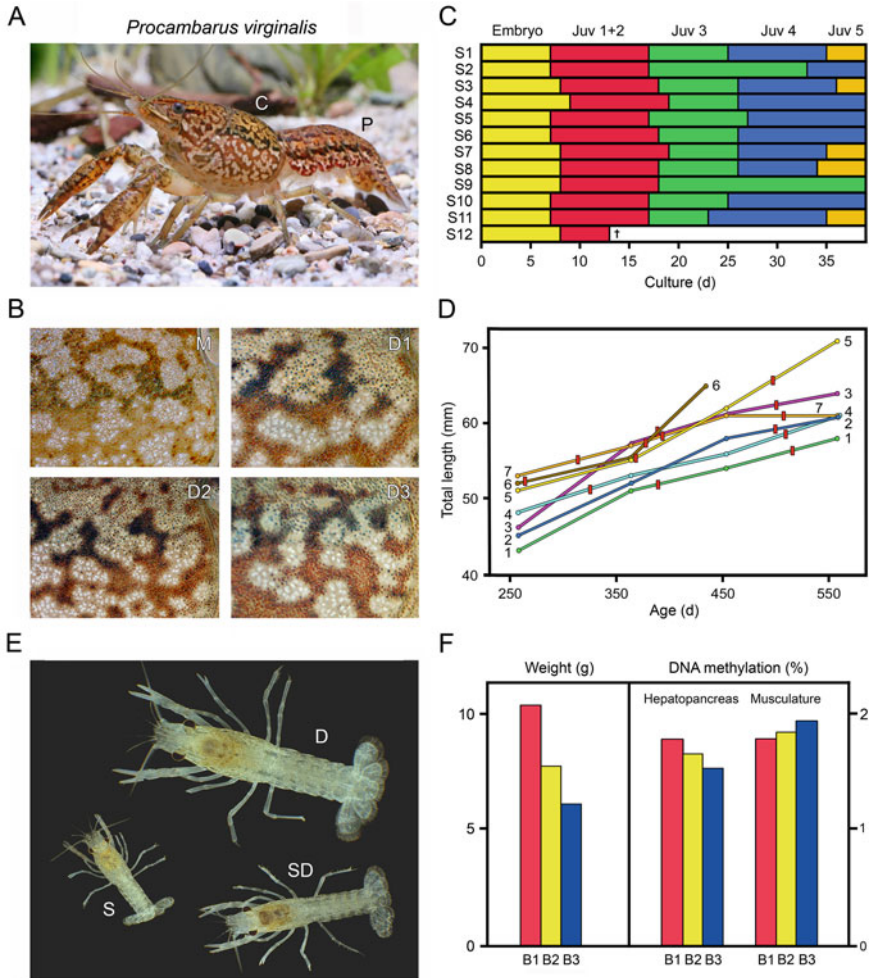 A
Procambarus virginalis
C
P
B
M
D1
D2
D3
C
Embryo Juv 1+2 Juv 3 Juv 4 Juv 5
S1
S2
S3
S4
S5
S6
S7
S8
S9
S10
S11
S12 †
0 5 10 15 20 25 30 35
Culture (d)
D
70
60
50
40
Total length (mm)
7
6
5
4
3
2
1
6
5
3
7
4
2
1
250 350 450 550
Age (d)
E
D
S
SD
F
Weight (g) DNA methylation (%)
Hepatopancreas Musculature
10
5
0
2
1
0
B1 B2 B3 B1 B2 B3 B1 B2 B3